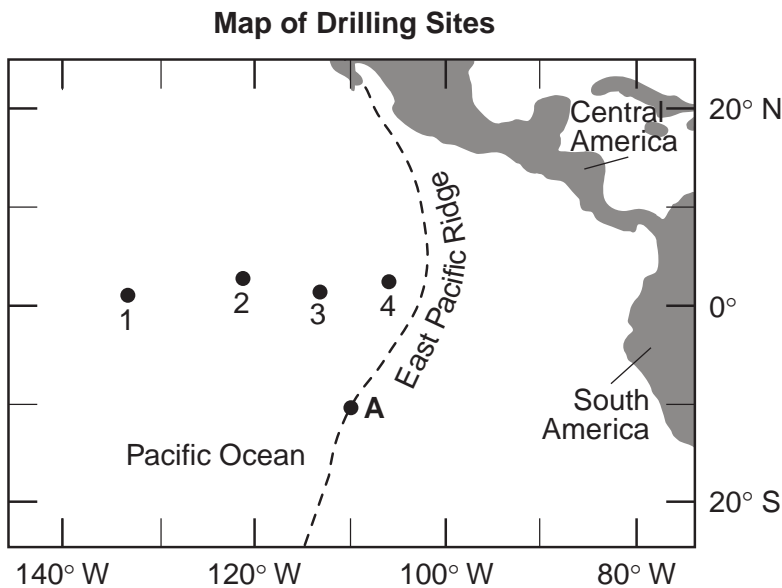 Map of Drilling Sites
20° N
Central
America
East Pacific Ridge
1
2
3
4
0°
A
South
America
Pacific Ocean
20° S
140° W
120° W
100° W
80° W